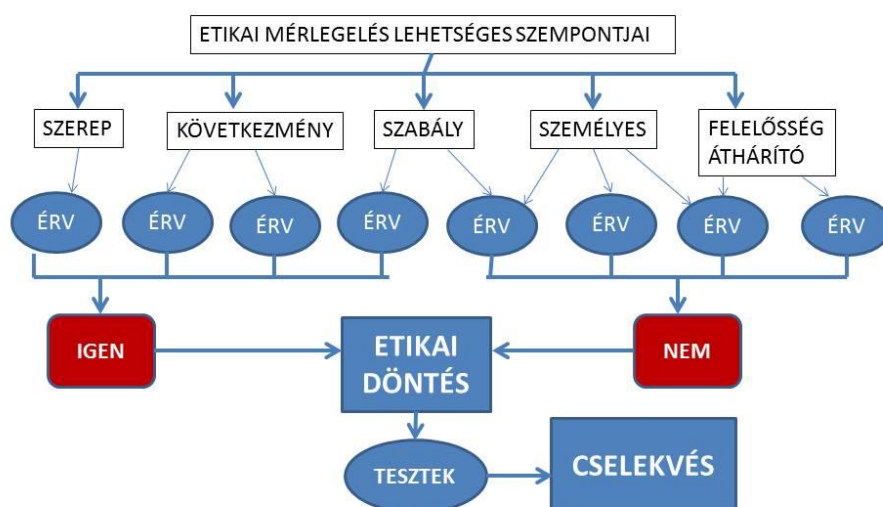 ETIKAI MÉRLEGELÉS LEHETSÉGES SZEMPONTJAI
SZEREP
KÖVETKEZMÉNY
SZABÁLY
SZEMÉLYES
FELELŐSSÉG
ÁTHÁRÍTÓ
ÉRV
ÉRV
ÉRV
ÉRV
ÉRV
ÉRV
ÉRV
ÉRV
IGEN
ETIKAI
DÖNTÉS
NEM
TESZTEK
CSELEKVÉS